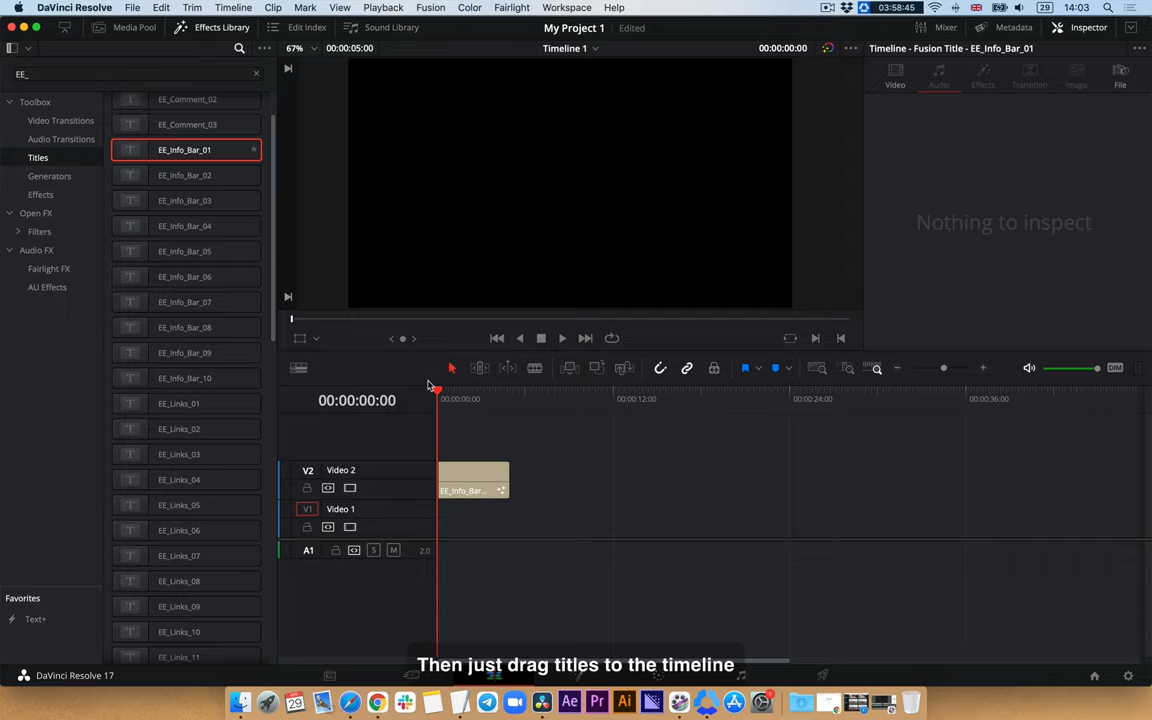 DaVinci Resolve File Edit Trim Timeline Clip Mark View Playback Fusion Color Fairlight Workspace Help 03:58:45 29 14:03
Media Pool Effects Library Edit Index Sound Library My Project 1 Edited Mixer Metadata Inspector
67% 00:00:05:00 Timeline 1 00:00:00:00 Timeline - Fusion Title - EE_Info_Bar_01
EE_
Video Audio Effects Transition Image File
Toolbox
Video Transitions
Audio Transitions
Titles
Generators
Effects
Open FX
Filters
Audio FX
Fairlight FX
AU Effects
EE_Comment_02
EE_Comment_03
EE_Info_Bar_01
EE_Info_Bar_02
EE_Info_Bar_03
EE_Info_Bar_04
EE_Info_Bar_05
EE_Info_Bar_06
EE_Info_Bar_07
EE_Info_Bar_08
EE_Info_Bar_09
EE_Info_Bar_10
EE_Links_01
EE_Links_02
EE_Links_03
EE_Links_04
EE_Links_05
EE_Links_06
EE_Links_07
EE_Links_08
EE_Links_09
EE_Links_10
EE_Links_11
Nothing to inspect
DIM
00:00:00:00 00:00:00:00 00:00:12:00 00:00:24:00 00:00:36:00
V2 Video 2
EE_Info_Bar...
V1 Video 1
A1 S M 2.0
Favorites
Text+
Then just drag titles to the timeline
DaVinci Resolve 17
29 Ae Pr Ai